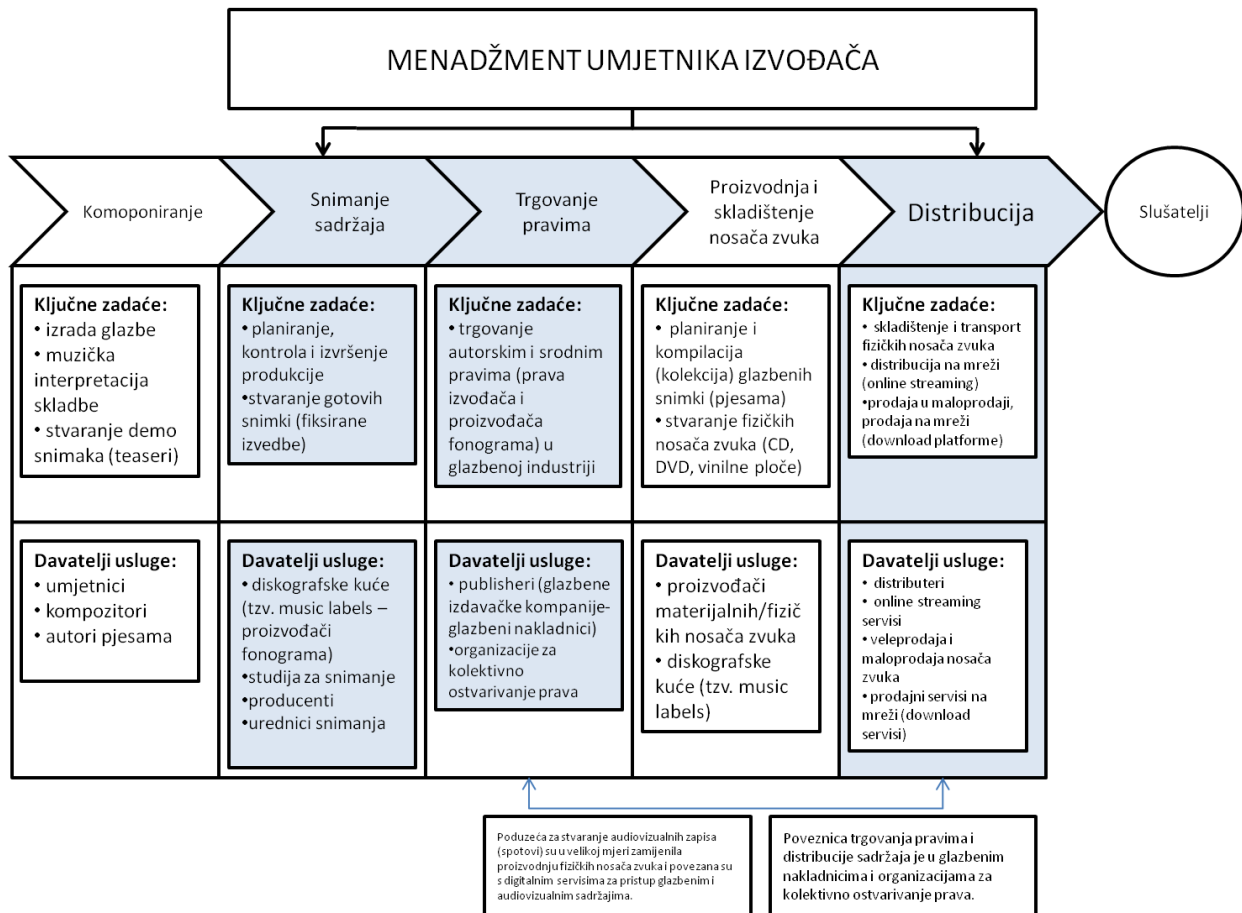 MENADŽMENT UMJETNIKA IZVOĐAČA
Komoponiranje
Snimanje
sadržaja
Trgovanje
pravima
Proizvodnja i
skladištenje
nosača zvuka
Distribucija
Slušatelji
Ključne zadaće:
• izrada glazbe
• muzička
interpretacija
skladbe
• stvaranje demo
snimaka (teaseri)
Ključne zadaće:
• planiranje,
kontrola i izvršenje
produkcije
•stvaranje gotovih
snimki (fiksirane
izvedbe)
Ključne zadaće:
• trgovanje
autorskim i srodnim
pravima (prava
izvođača i
proizvođača
fonograma) u
glazbenoj industriji
Ključne zadaće:
• planiranje i
kompilacija
(kolekcija) glazbenih
snimki (pjesama)
• stvaranje fizičkih
nosača zvuka (CD,
DVD, vinilne ploče)
Ključne zadaće:
• skladištenje i transport
fizičkih nosača zvuka
• distribucija na mreži
(online streaming)
•prodaja u maloprodaji,
prodaja na mreži
(download platforme)
Davatelji usluge:
• umjetnici
• kompozitori
• autori pjesama
Davatelji usluge:
• diskografske kuće
(tzv. music labels –
proizvođači
fonograma)
•studija za snimanje
•producenti
•urednici snimanja
Davatelji usluge:
• publisheri (glazbene
izdavačke kompanije-
glazbeni nakladnici)
•organizacije za
kolektivno
ostvarivanje prava
Davatelji usluge:
• proizvođači
materijalnih/fizič
kih nosača zvuka
• diskografske
kuće (tzv. music
labels)
Davatelji usluge:
• distributeri
• online streaming
servisi
• veleprodaja i
maloprodaja nosača
zvuka
• prodajni servisi na
mreži (download
servisi)
Poduzeća za stvaranje audiovizualnih zapisa
(spotovi) su u velikoj mjeri zamijenila
proizvodnju fizičkih nosača zvuka i povezana su
s digitalnim servisima za pristup glazbenim i
audiovizualnim sadržajima.
Poveznica trgovanja pravima i
distribucije sadržaja je u glazbenim
nakladnicima i organizacijama za
kolektivno ostvarivanje prava.